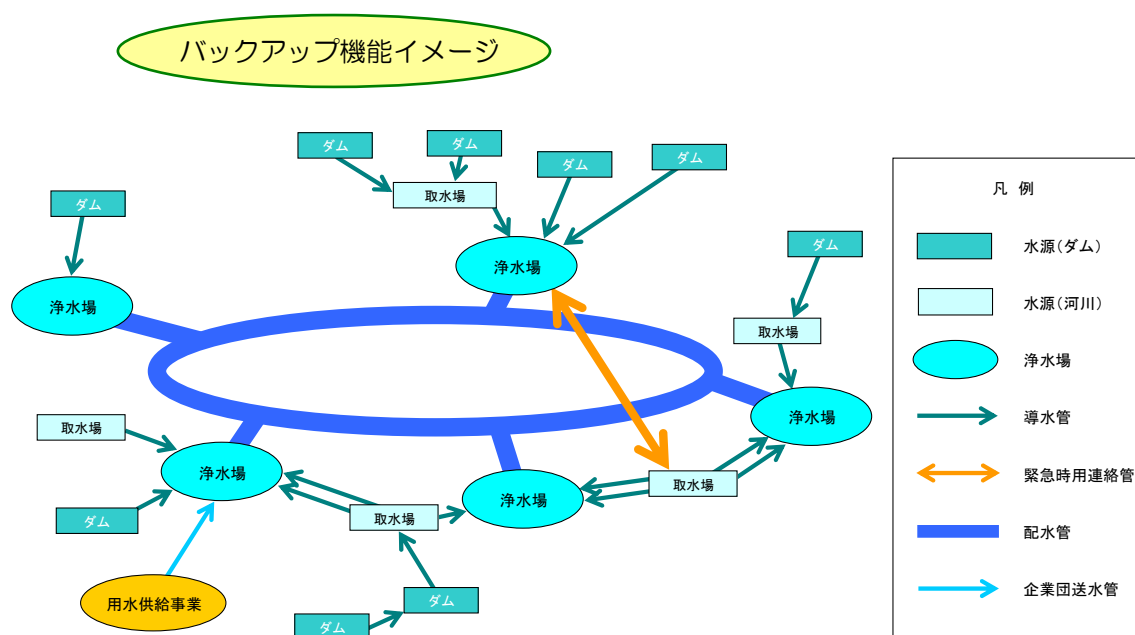 バックアップ機能イメージ
ダム
ダム
ダム
ダム
取水場
ダム
浄水場
浄水場
ダム
取水場
浄水場
取水場
浄水場
ダム
取水場
浄水場
取水場
用水供給事業
ダム
ダム
凡 例
水源(ダム)
水源(河川)
浄水場
導水管
緊急時用連絡管
配水管
企業団送水管